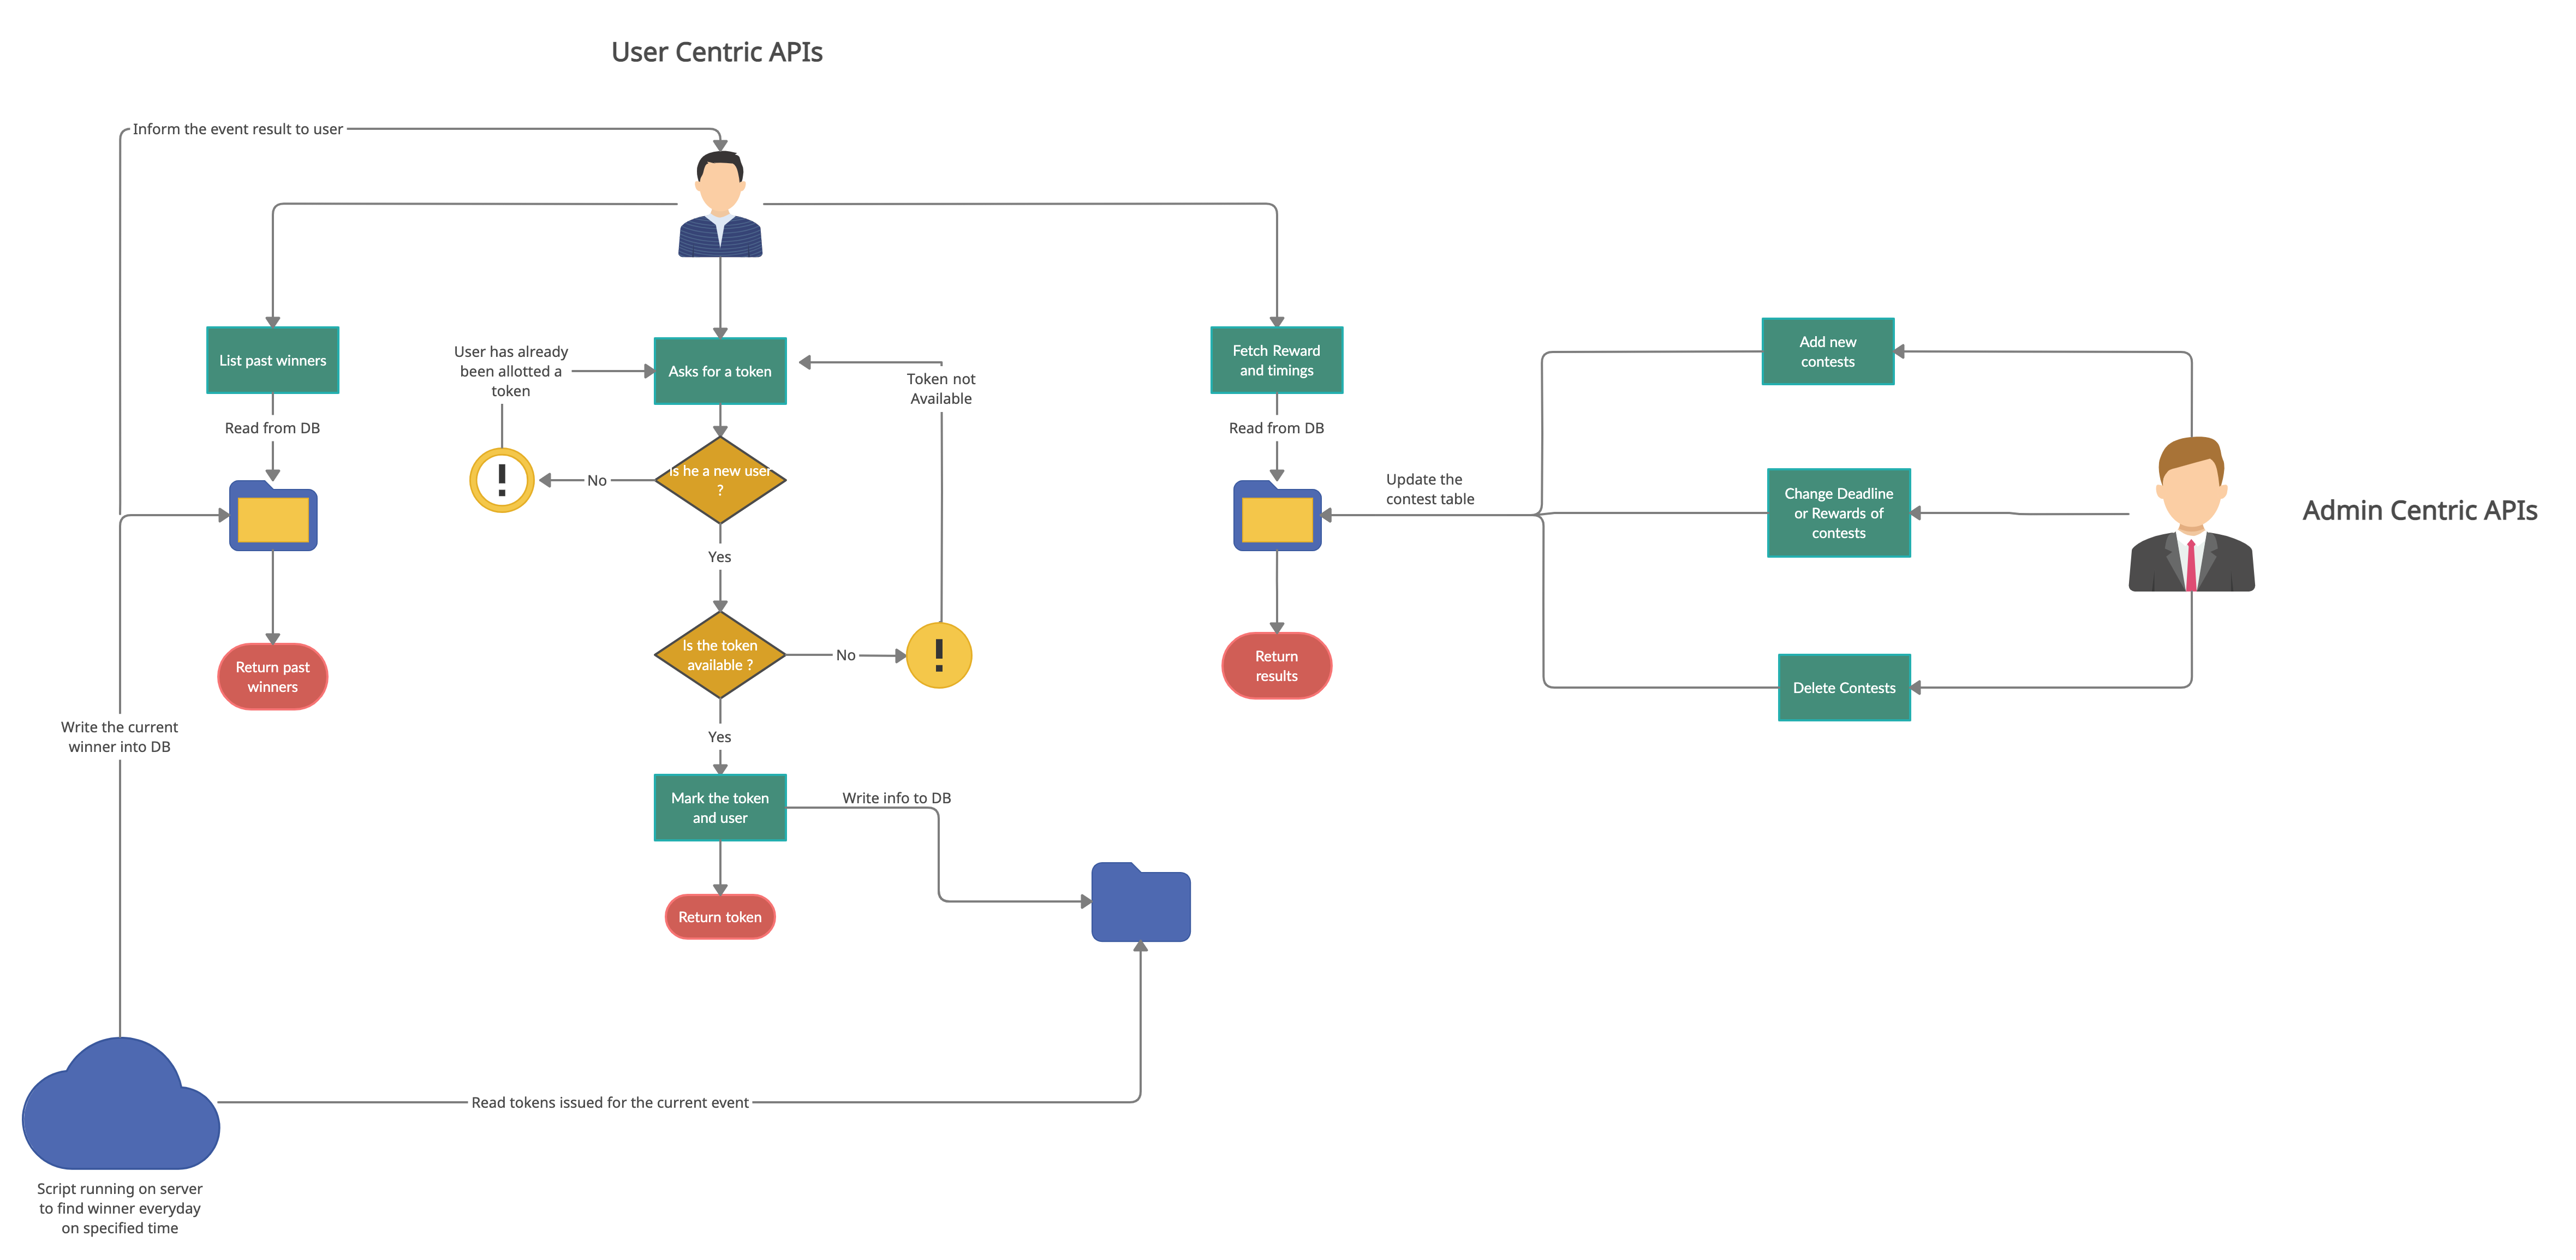 User Centric APIs
Inform the event result to user
List past winners
Read from DB
Return past
winners
Write the current
winner into DB
User has already
been allotted a
token
Asks for a token
Token not
Available
Is he a new user
?
No
Yes
Is the token
available ?
No
Yes
Mark the token
and user
Write info to DB
Return token
Fetch Reward
and timings
Read from DB
Return
results
Update the
contest table
Add new
contests
Change Deadline
or Rewards of
contests
Delete Contests
Admin Centric APIs
Read tokens issued for the current event
Script running on server
to find winner everyday
on specified time